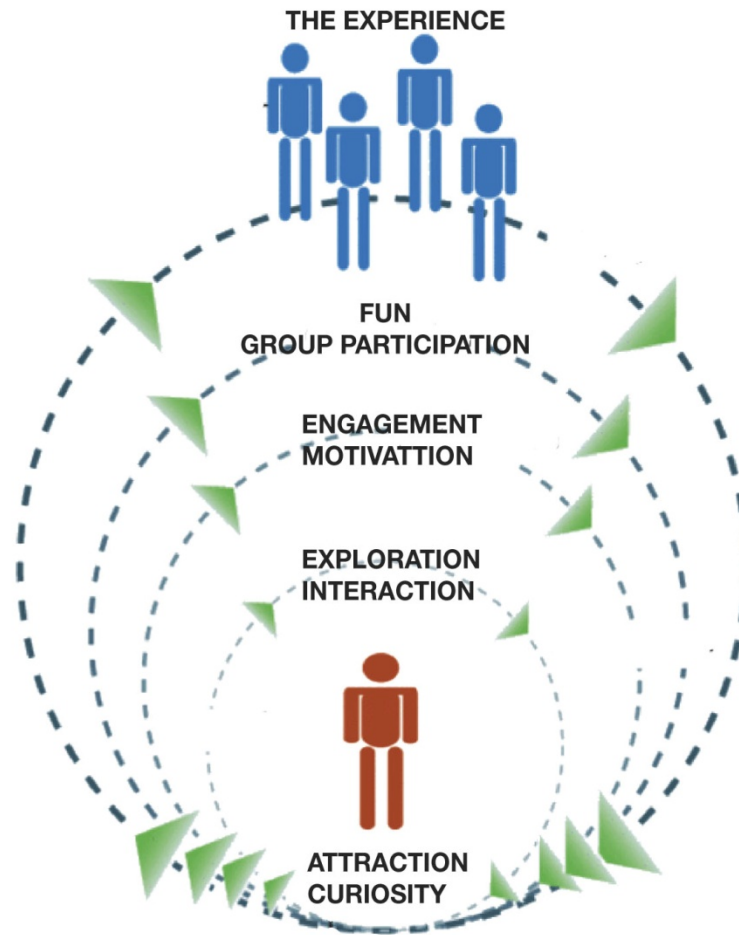 THE EXPERIENCE
FUN
GROUP PARTICIPATION
ENGAGEMENT
MOTIVATTION
EXPLORATION
INTERACTION
ATTRACTION
CURIOSITY